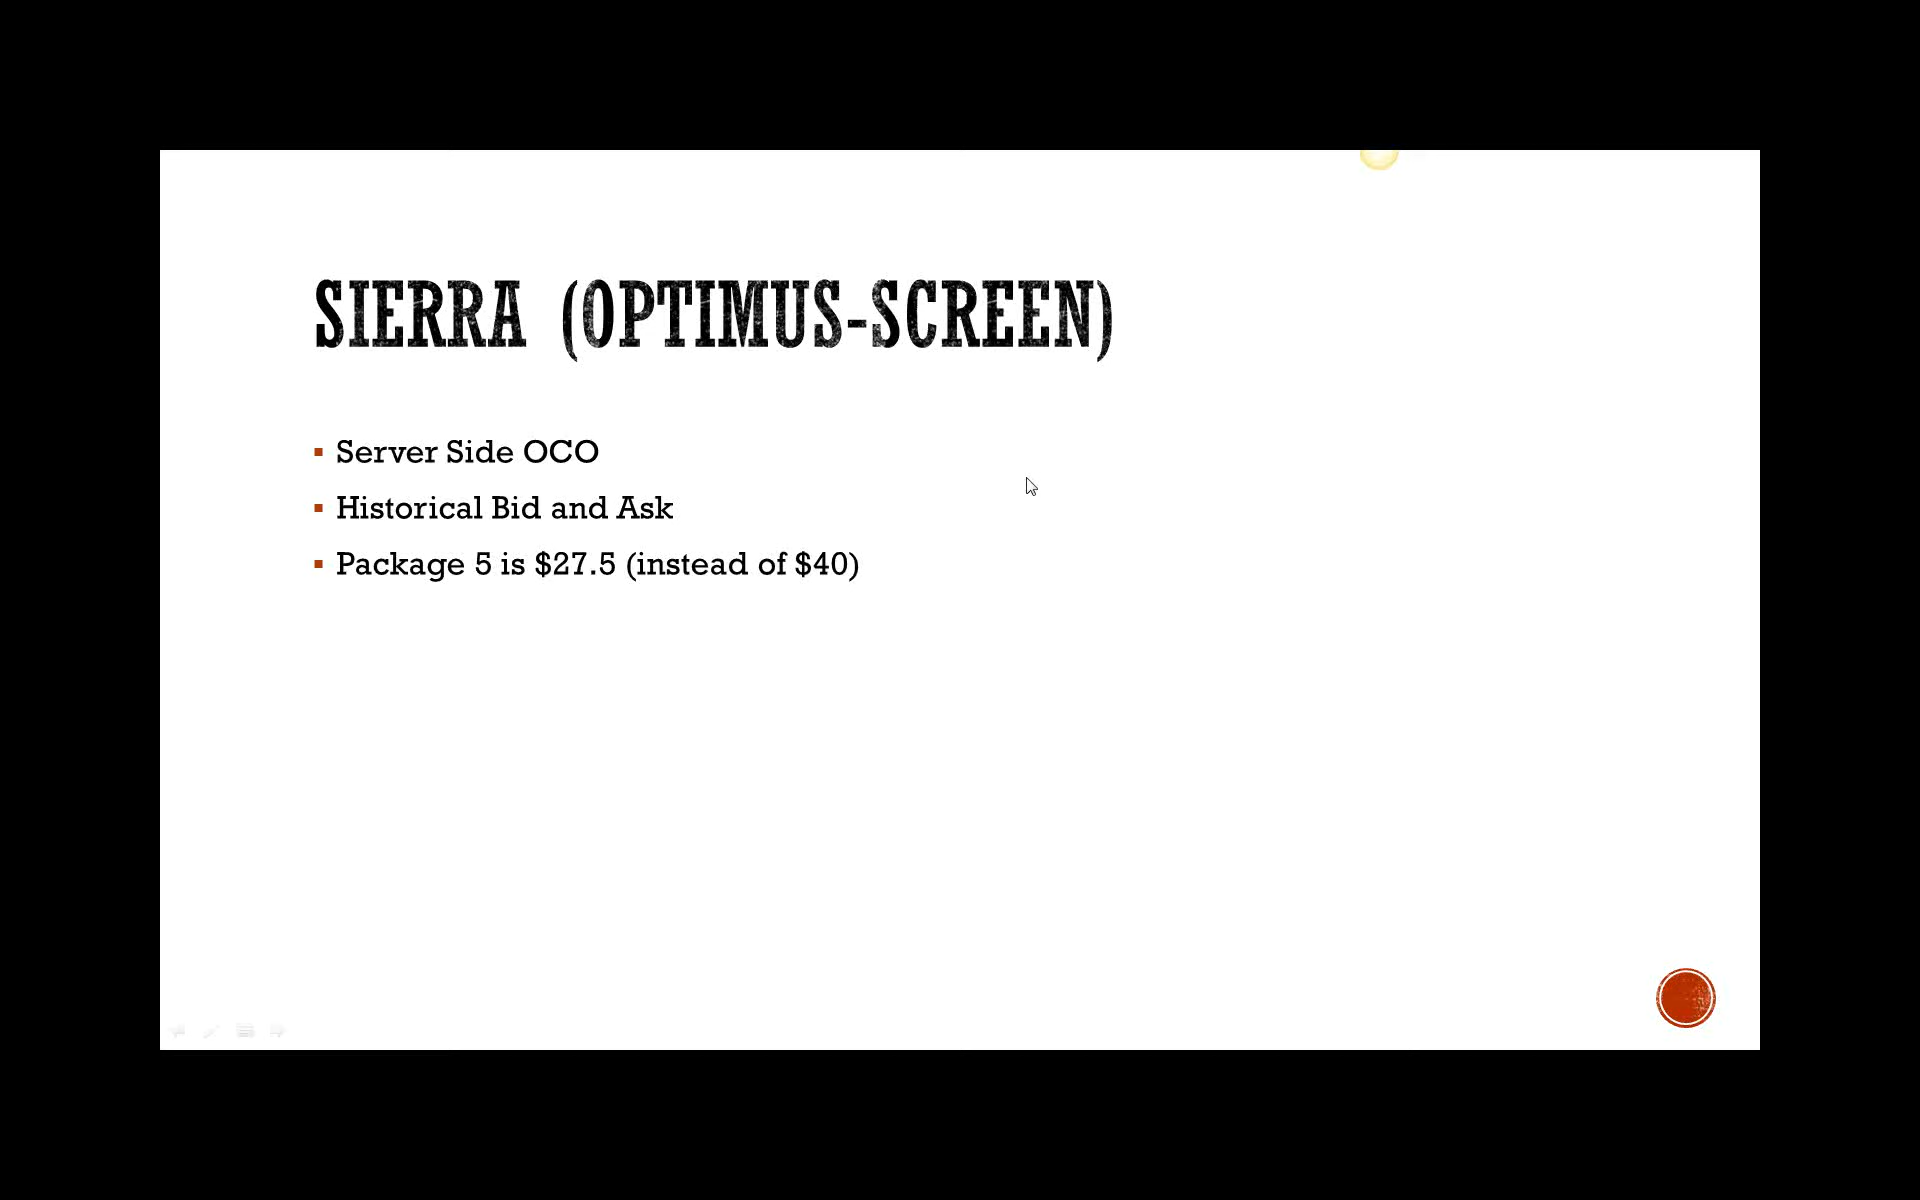 SIERRA (OPTIMUS-SCREEN)
Server Side OCO
Historical Bid and Ask
Package 5 is $27.5 (instead of $40)